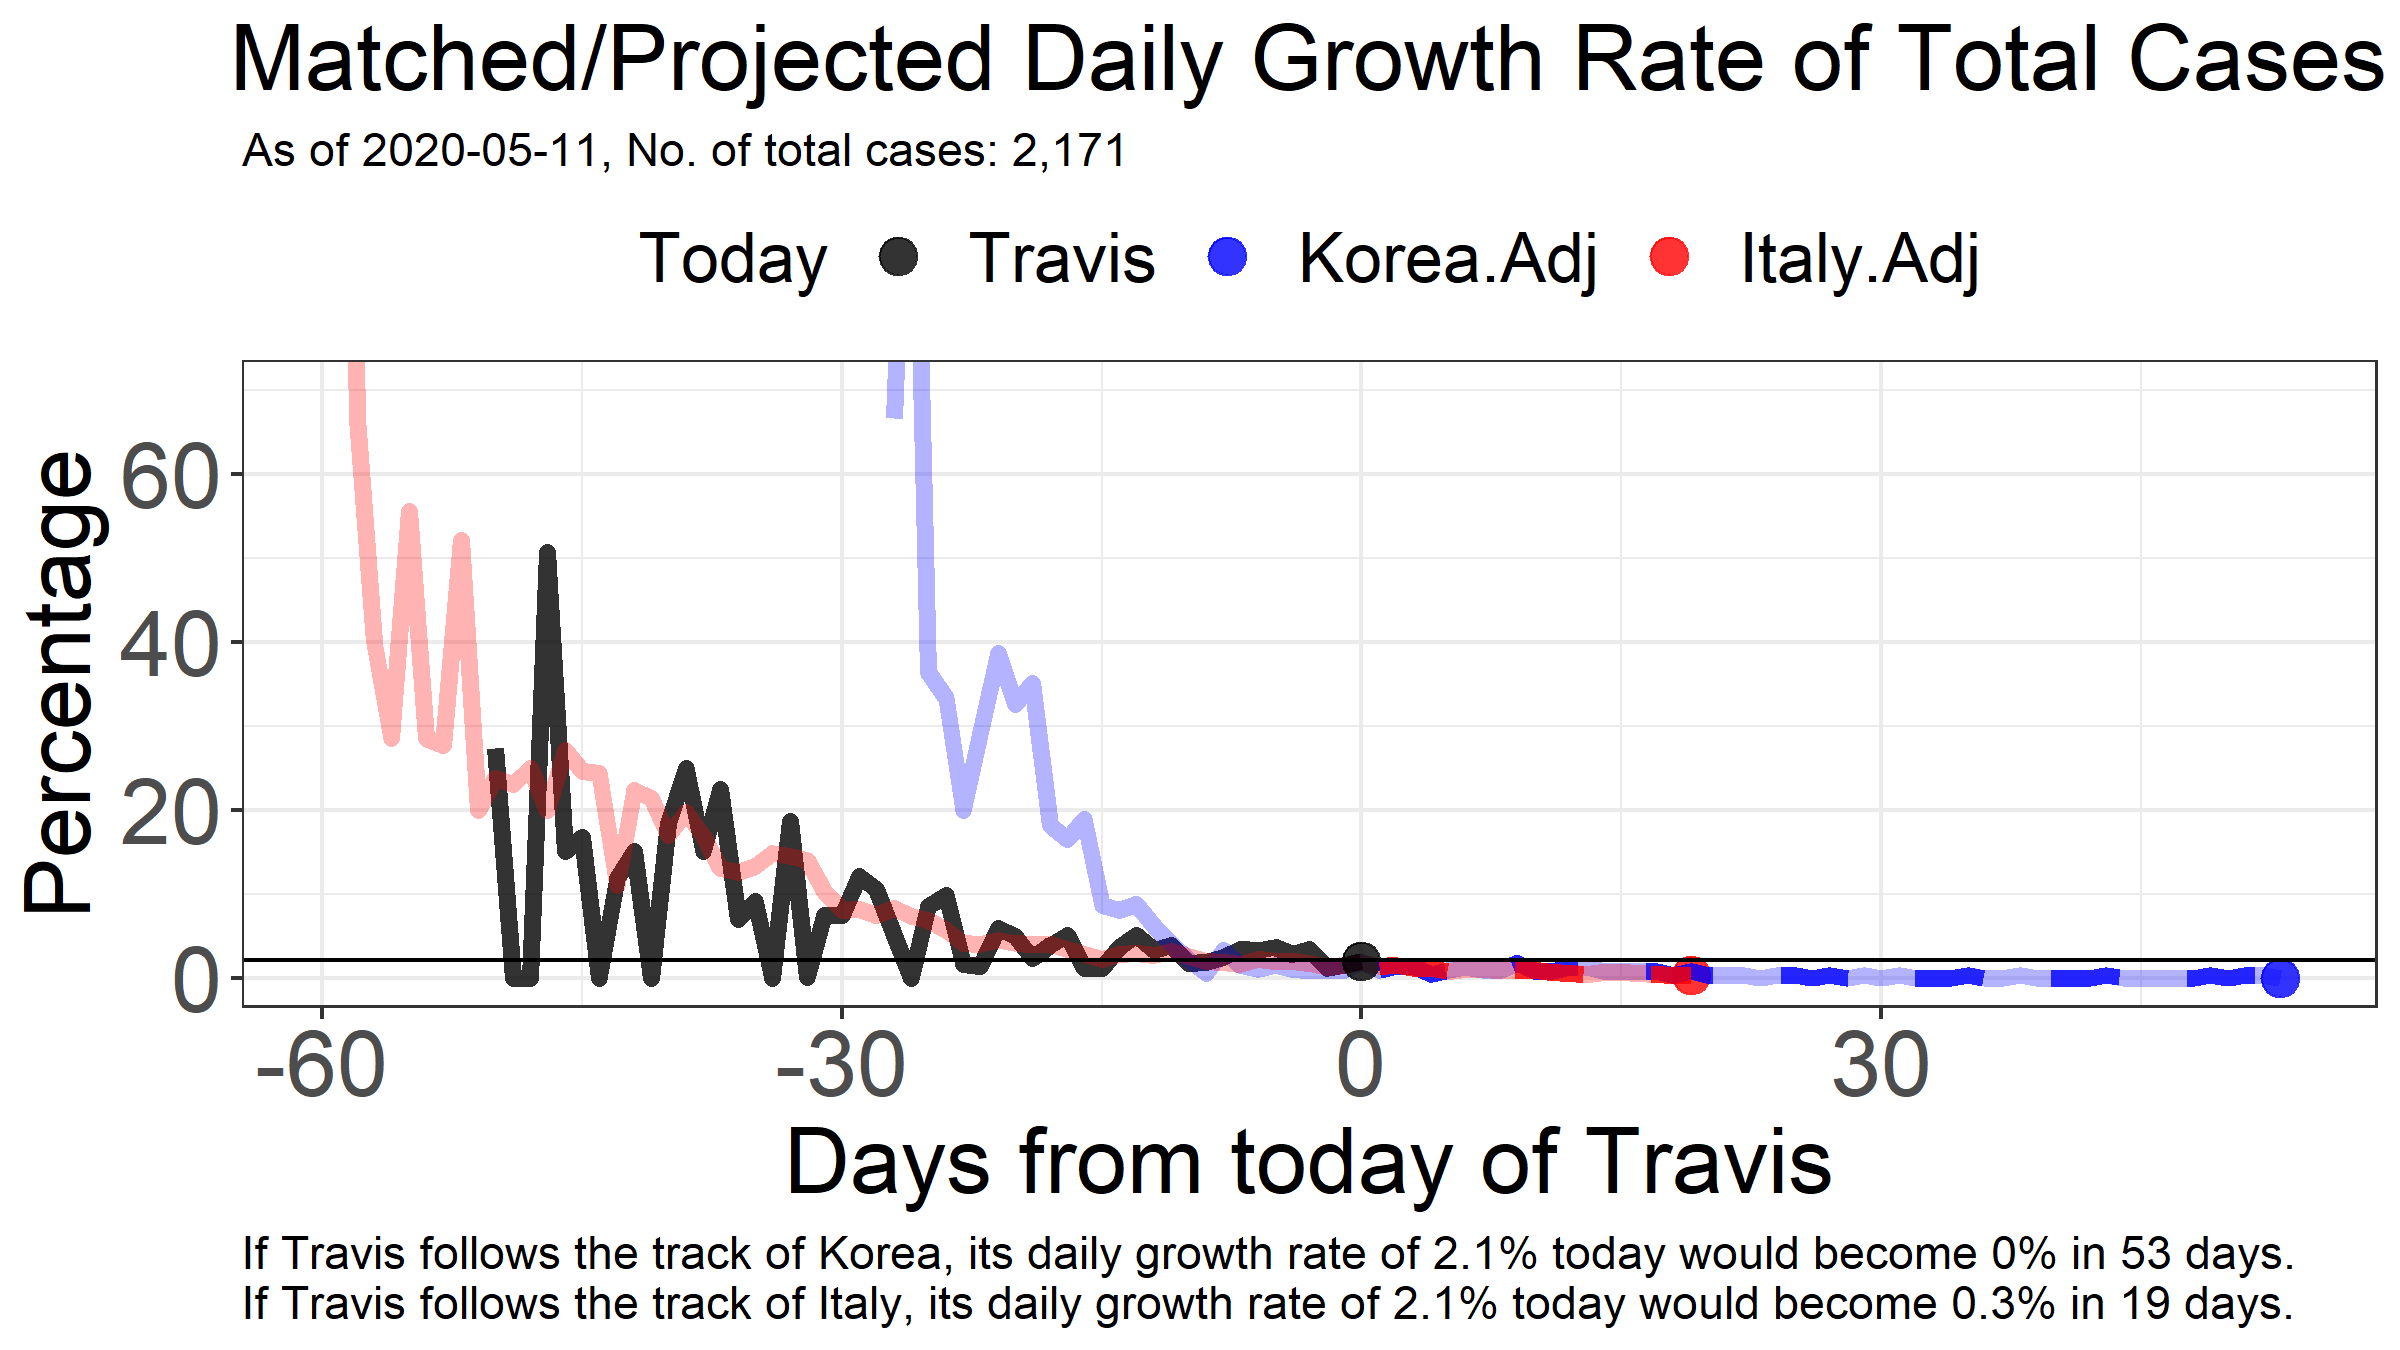 Matched/Projected Daily Growth Rate of Total Cases
As of 2020-05-11, No. of total cases: 2,171
Today Travis Korea.Adj Italy.Adj
Percentage
60
40
20
0
-60 -30 0 30
Days from today of Travis
If Travis follows the track of Korea, its daily growth rate of 2.1% today would become 0% in 53 days.
If Travis follows the track of Italy, its daily growth rate of 2.1% today would become 0.3% in 19 days.